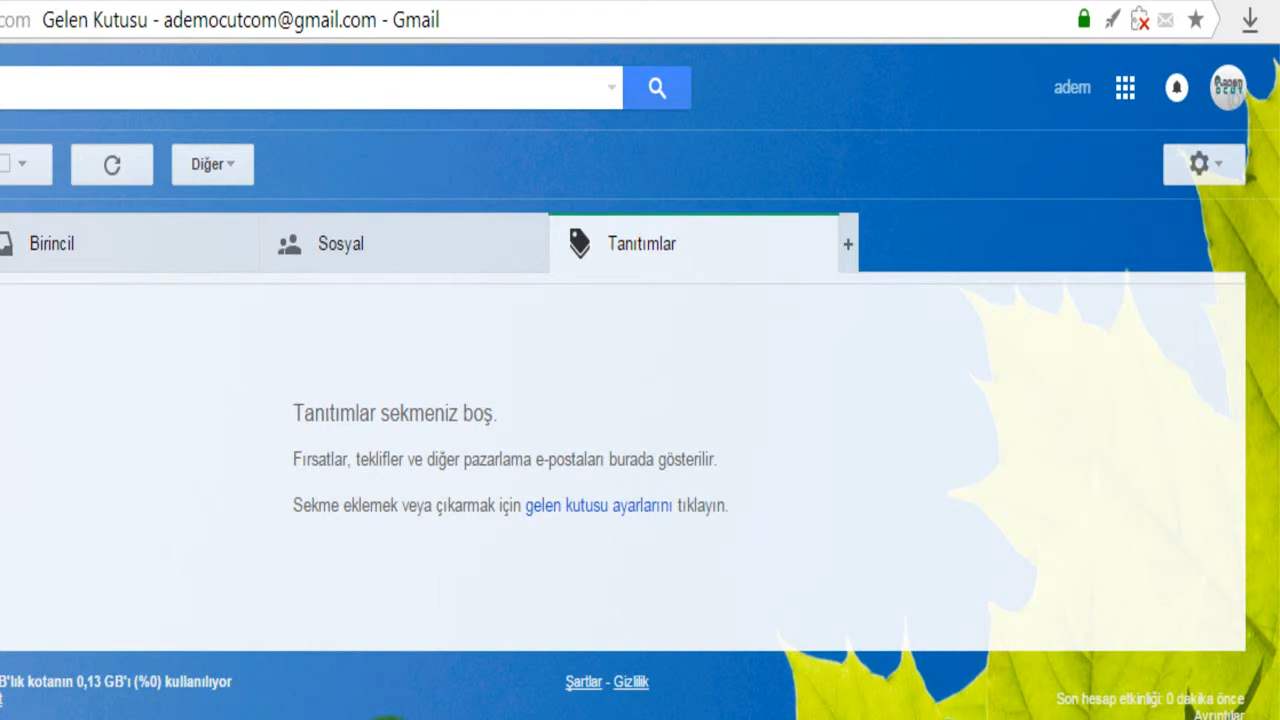 com Gelen Kutusu - ademocutcom@gmail.com - Gmail
adem
Diğer
Birincil
Sosyal
Tanıtımlar
+
Tanıtımlar sekmeniz boş.
Fırsatlar, teklifler ve diğer pazarlama e-postaları burada gösterilir.
Sekme eklemek veya çıkarmak için gelen kutusu ayarlarını tıklayın.
B'lık kotanın 0,13 GB'ı (%0) kullanılıyor
Şartlar - Gizlilik
Son hesap etkinliği: 0 dakika önce
Ayrıntılar